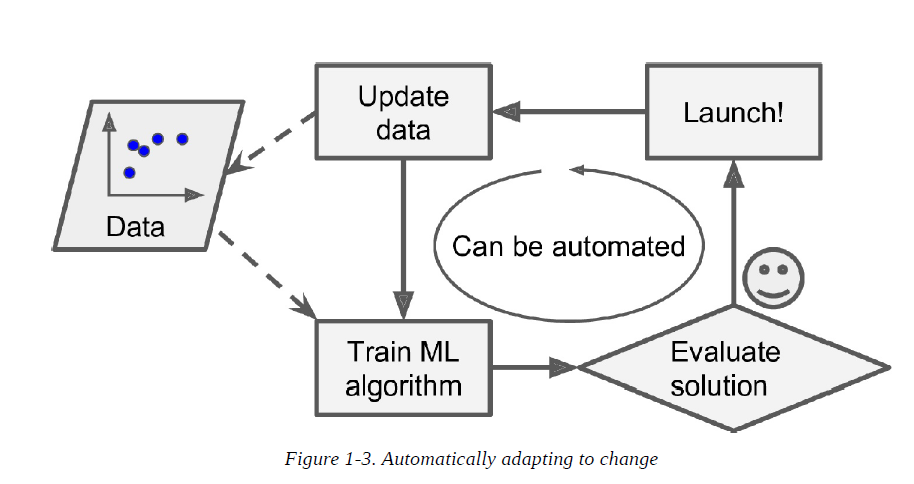 Update
data
Launch!
Data
Can be automated
Train ML
algorithm
Evaluate
solution
Figure 1-3. Automatically adapting to change